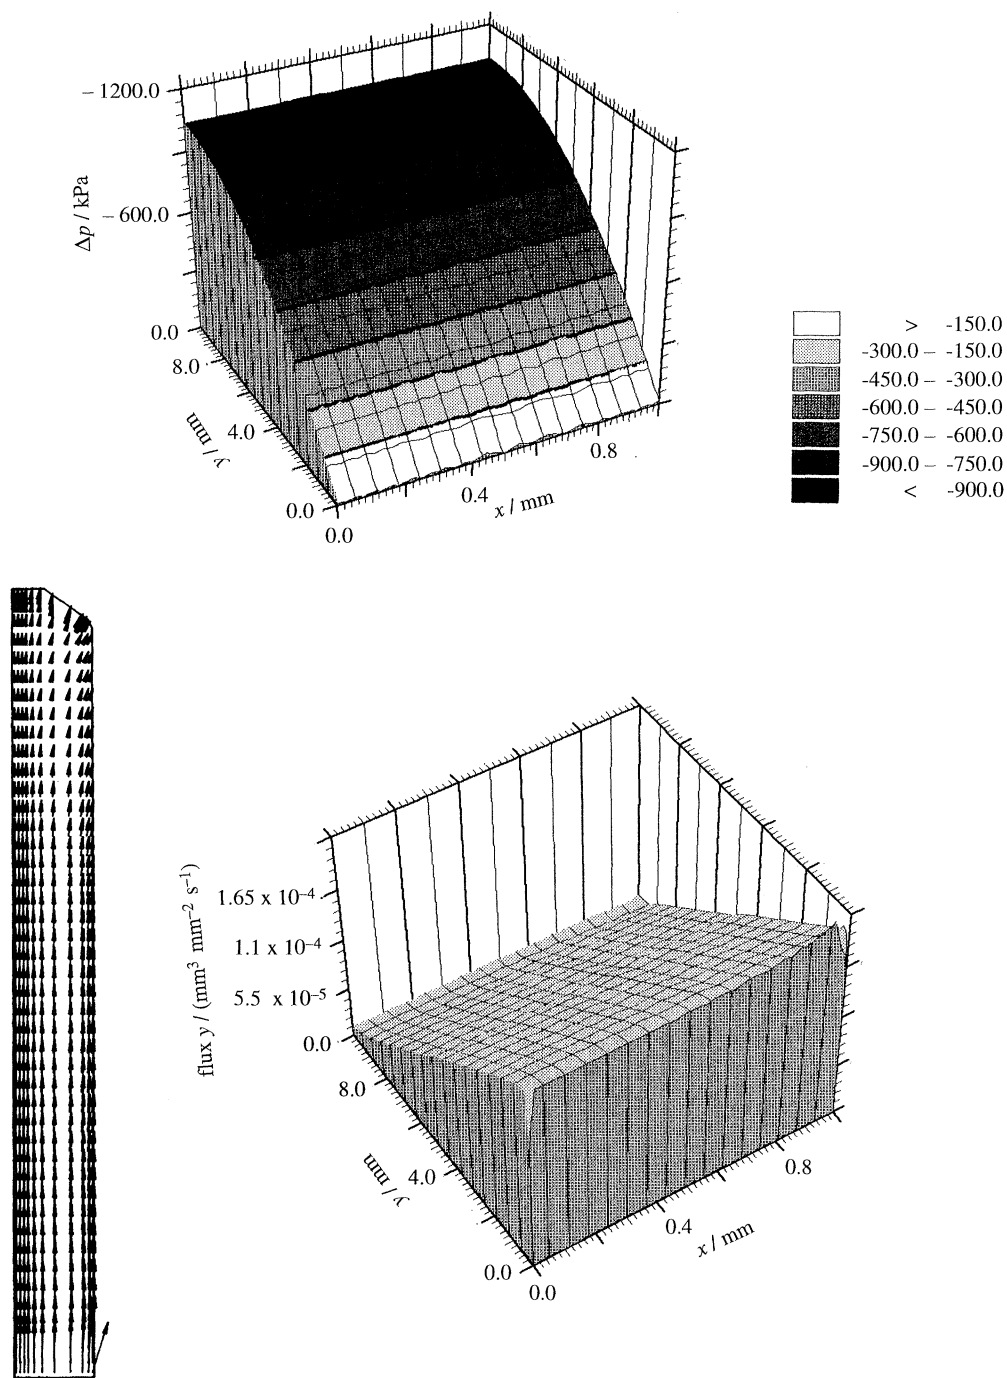 – 1200.0
Δp / kPa
– 600.0
0.0
8.0
y / mm
4.0
0.0
0.0
0.4
x / mm
0.8
> -150.0
-300.0 – -150.0
-450.0 – -300.0
-600.0 – -450.0
-750.0 – -600.0
-900.0 – -750.0
< -900.0
flux y / (mm³ mm⁻² s⁻¹)
1.65 x 10⁻⁴
1.1 x 10⁻⁴
5.5 x 10⁻⁵
0.0
8.0
y / mm
4.0
0.0
0.0
0.4
x / mm
0.8